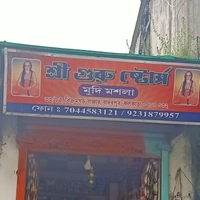 শ্রী গুরু ষ্টোর্স
মুদি মশলা
ফোন : 7044583121 / 9231879957